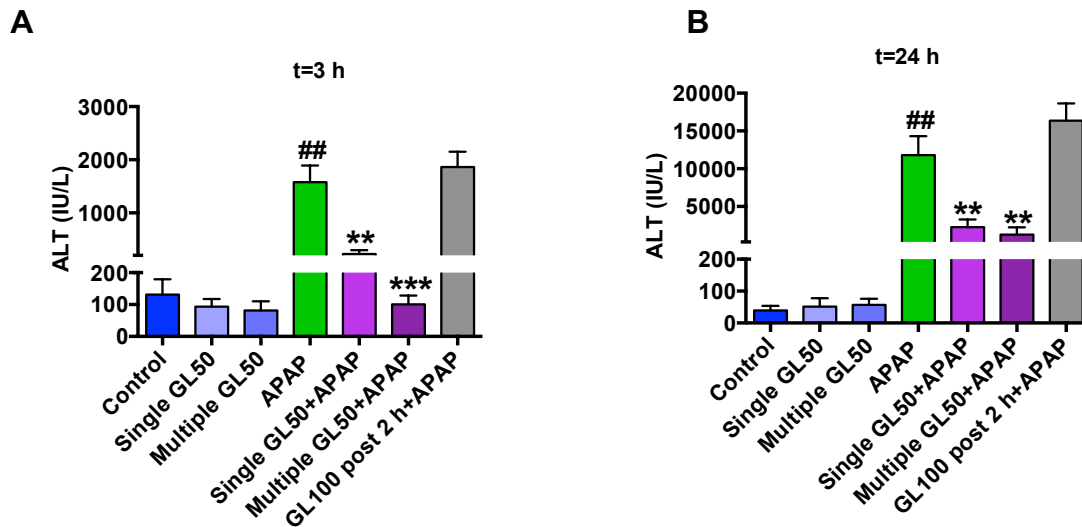 A
t=3 h
ALT (IU/L)
3000
2000
1000
200
100
0
##
**
***
Control
Single GL50
Multiple GL50
APAP
Single GL50+APAP
Multiple GL50+APAP
GL100 post 2 h+APAP
B
t=24 h
ALT (IU/L)
20000
15000
10000
5000
200
100
0
##
**
**
Control
Single GL50
Multiple GL50
APAP
Single GL50+APAP
Multiple GL50+APAP
GL100 post 2 h+APAP